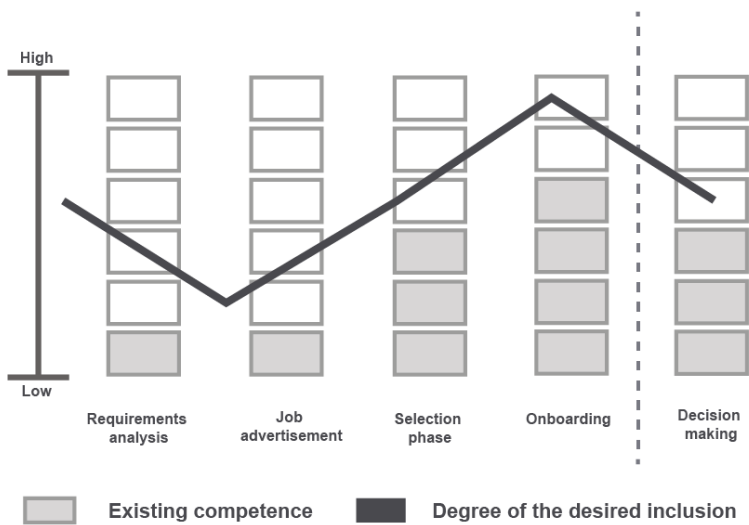 High
Low
Requirements
analysis
Job
advertisement
Selection
phase
Onboarding
Decision
making
Existing competence
Degree of the desired inclusion